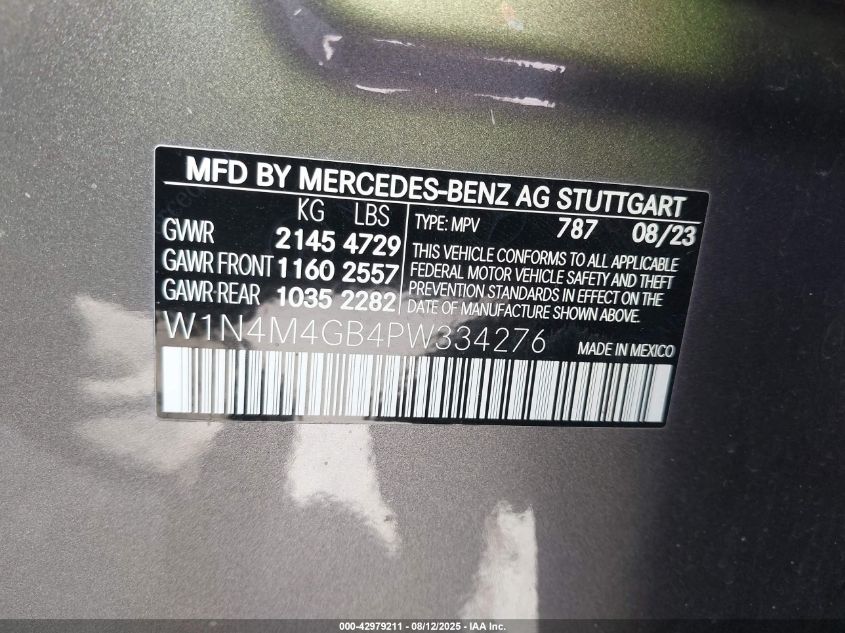 MFD BY MERCEDES-BENZ AG STUTTGART
KG LBS
GVWR 2145 4729
GAWR FRONT 1160 2557
GAWR-REAR 1035 2282
TYPE: MPV 787 08/23
THIS VEHICLE CONFORMS TO ALL APPLICABLE
FEDERAL MOTOR VEHICLE SAFETY AND THEFT
PREVENTION STANDARDS IN EFFECT ON THE
DATE OF MANUFACTURE SHOWN ABOVE.
W1N4M4GB4PW334276 MADE IN MEXICO
000-42979211 - 08/12/2025 - IAA Inc.